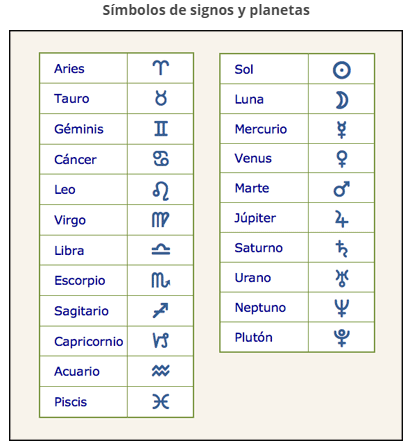 Símbolos de signos y planetas
Aries ♈
Tauro ♉
Géminis ♊
Cáncer ♋
Leo ♌
Virgo ♍
Libra ♎
Escorpio ♏
Sagitario ♐
Capricornio ♑
Acuario ♒
Piscis ♓
Sol ☉
Luna ☽
Mercurio ☿
Venus ♀
Marte ♂
Júpiter ♃
Saturno ♄
Urano ♅
Neptuno ♆
Plutón ⯓